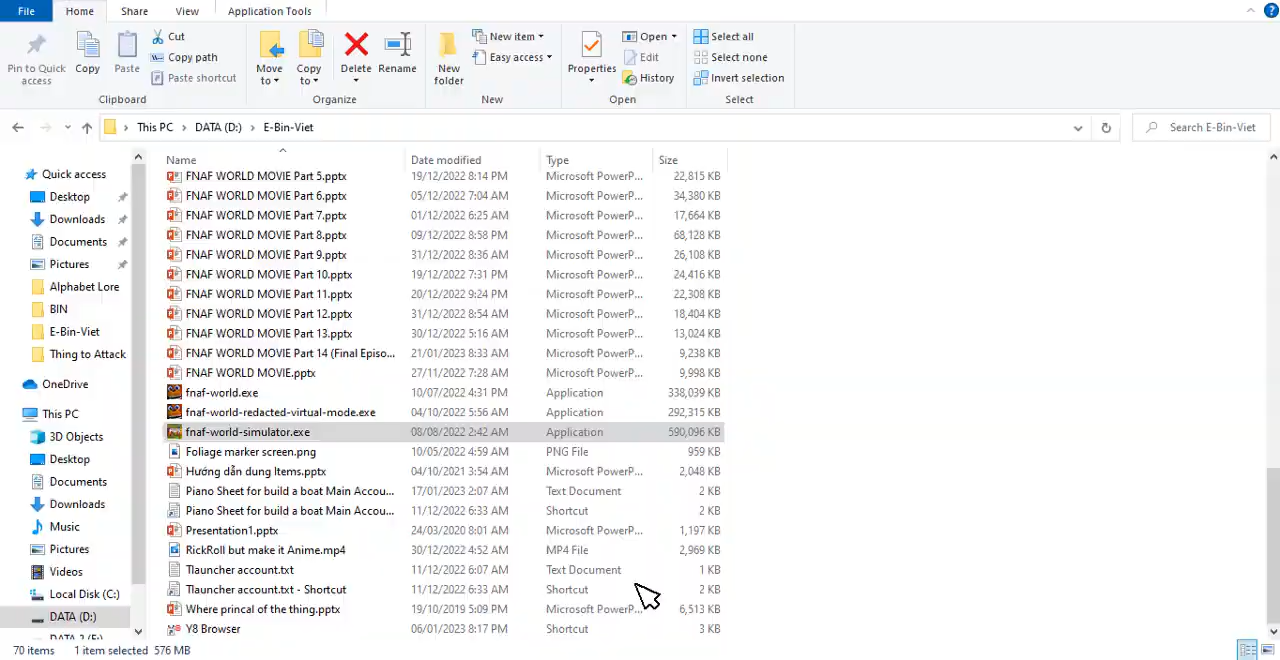 File Home Share View Application Tools
Pin to Quick access
Copy
Paste
Cut
Copy path
Paste shortcut
Clipboard
Move to
Copy to
Delete
Rename
Organize
New folder
New item
Easy access
New
Properties
Open
Edit
History
Open
Select all
Select none
Invert selection
Select
This PC > DATA (D:) > E-Bin-Viet
Search E-Bin-Viet
Quick access
Desktop
Downloads
Documents
Pictures
Alphabet Lore
BIN
E-Bin-Viet
Thing to Attack
OneDrive
This PC
3D Objects
Desktop
Documents
Downloads
Music
Pictures
Videos
Local Disk (C:)
DATA (D:)
DATA 2 (E:)
Name Date modified Type Size
FNAF WORLD MOVIE Part 5.pptx 19/12/2022 8:14 PM Microsoft PowerP... 22,815 KB
FNAF WORLD MOVIE Part 6.pptx 05/12/2022 7:04 AM Microsoft PowerP... 34,380 KB
FNAF WORLD MOVIE Part 7.pptx 01/12/2022 6:25 AM Microsoft PowerP... 17,664 KB
FNAF WORLD MOVIE Part 8.pptx 09/12/2022 8:58 PM Microsoft PowerP... 68,128 KB
FNAF WORLD MOVIE Part 9.pptx 31/12/2022 8:36 AM Microsoft PowerP... 26,108 KB
FNAF WORLD MOVIE Part 10.pptx 19/12/2022 7:31 PM Microsoft PowerP... 24,416 KB
FNAF WORLD MOVIE Part 11.pptx 20/12/2022 9:24 PM Microsoft PowerP... 22,308 KB
FNAF WORLD MOVIE Part 12.pptx 31/12/2022 8:54 AM Microsoft PowerP... 18,404 KB
FNAF WORLD MOVIE Part 13.pptx 30/12/2022 5:16 AM Microsoft PowerP... 13,024 KB
FNAF WORLD MOVIE Part 14 (Final Episo... 21/01/2023 8:33 AM Microsoft PowerP... 9,238 KB
FNAF WORLD MOVIE.pptx 27/11/2022 7:28 AM Microsoft PowerP... 9,998 KB
fnaf-world.exe 10/07/2022 4:31 PM Application 338,039 KB
fnaf-world-redacted-virtual-mode.exe 04/10/2022 5:56 AM Application 292,315 KB
fnaf-world-simulator.exe 08/08/2022 2:42 AM Application 590,096 KB
Foliage marker screen.png 10/05/2022 4:59 AM PNG File 959 KB
Hướng dẫn dung Items.pptx 04/10/2021 3:54 AM Microsoft PowerP... 2,048 KB
Piano Sheet for build a boat Main Accou... 17/01/2023 2:07 AM Text Document 2 KB
Piano Sheet for build a boat Main Accou... 11/12/2022 6:33 AM Shortcut 2 KB
Presentation1.pptx 24/03/2020 8:01 AM Microsoft PowerP... 1,197 KB
RickRoll but make it Anime.mp4 30/12/2022 4:52 AM MP4 File 2,969 KB
Tlauncher account.txt 11/12/2022 6:07 AM Text Document 1 KB
Tlauncher account.txt - Shortcut 11/12/2022 6:33 AM Shortcut 2 KB
Where princal of the thing.pptx 19/10/2019 5:09 PM Microsoft PowerP... 6,513 KB
Y8 Browser 06/01/2023 8:17 PM Shortcut 3 KB
70 items 1 item selected 576 MB